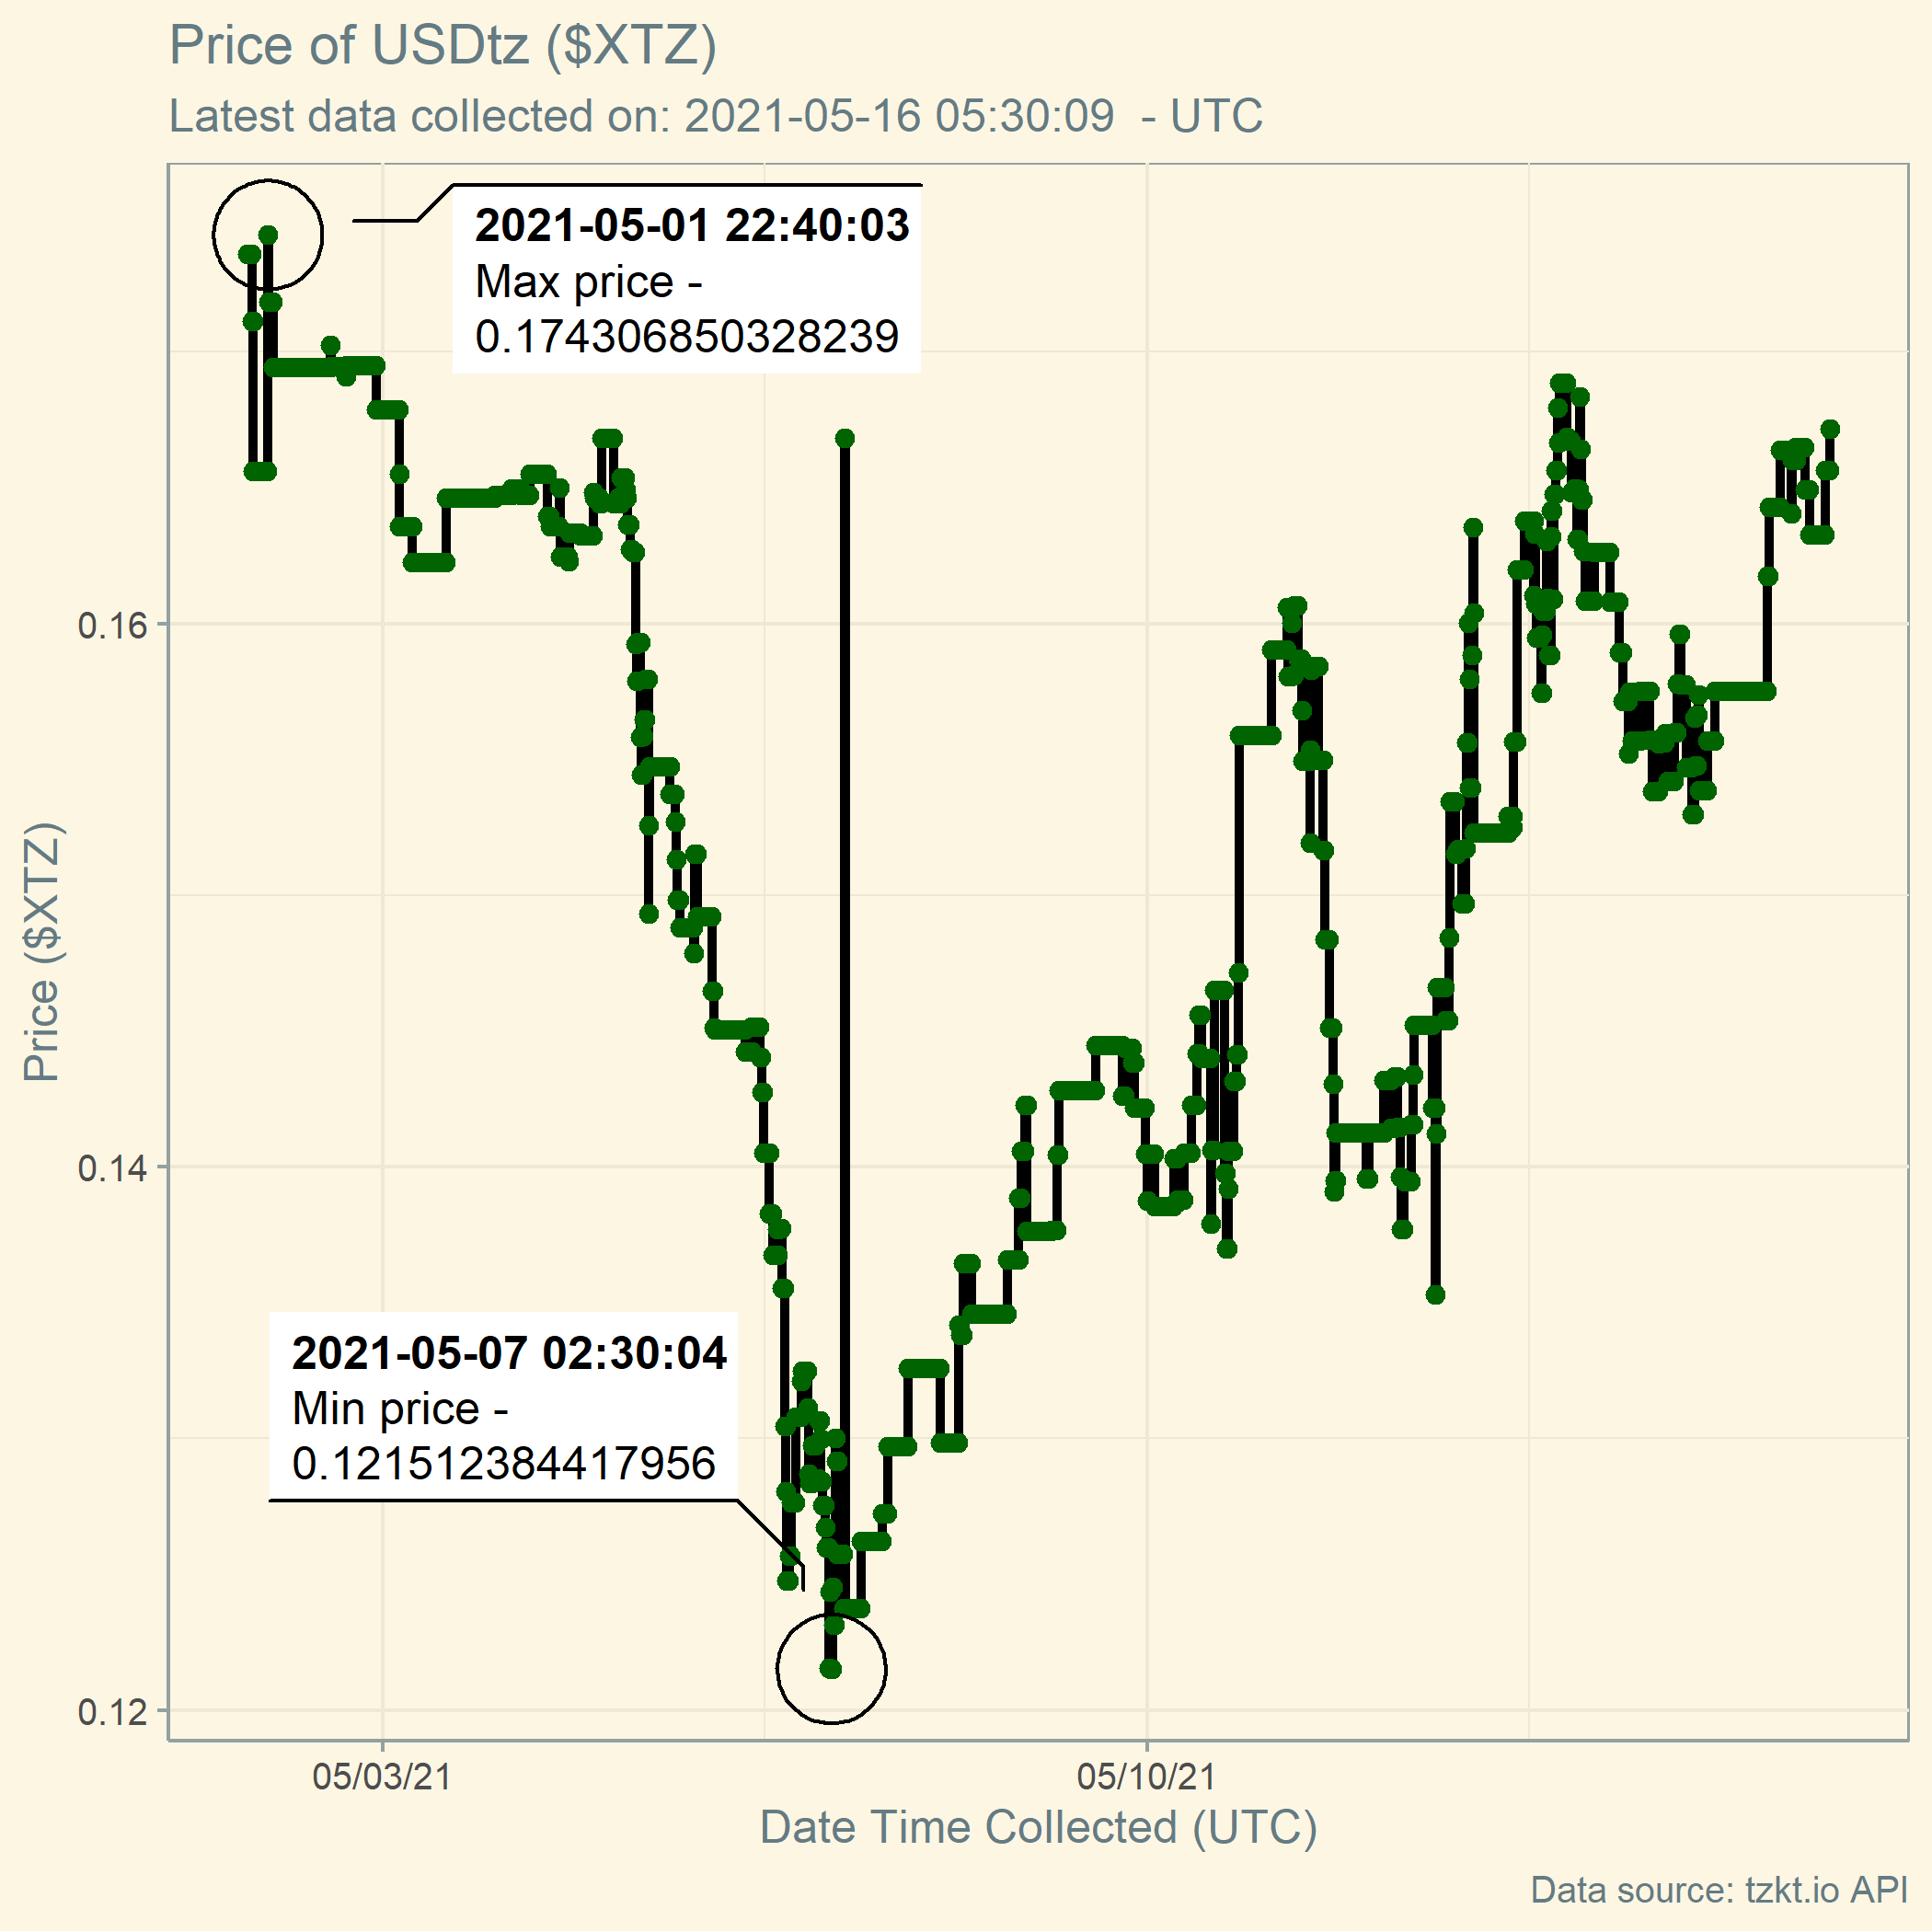 Price of USDtz ($XTZ)
Latest data collected on: 2021-05-16 05:30:09  - UTC
2021-05-01 22:40:03
Max price -
0.174306850328239
0.16
Price ($XTZ)
0.14
2021-05-07 02:30:04
Min price -
0.121512384417956
0.12
05/03/21
05/10/21
Date Time Collected (UTC)
Data source: tzkt.io API